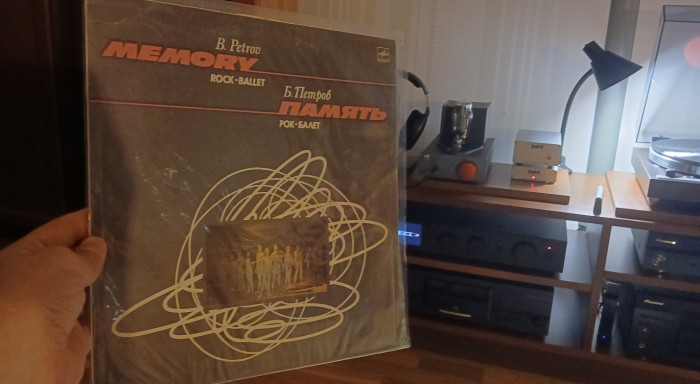 B. Petrov
MEMORY
ROCK-BALLET
Б. Петров
ПАМЯТЬ
РОК-БАЛЕТ